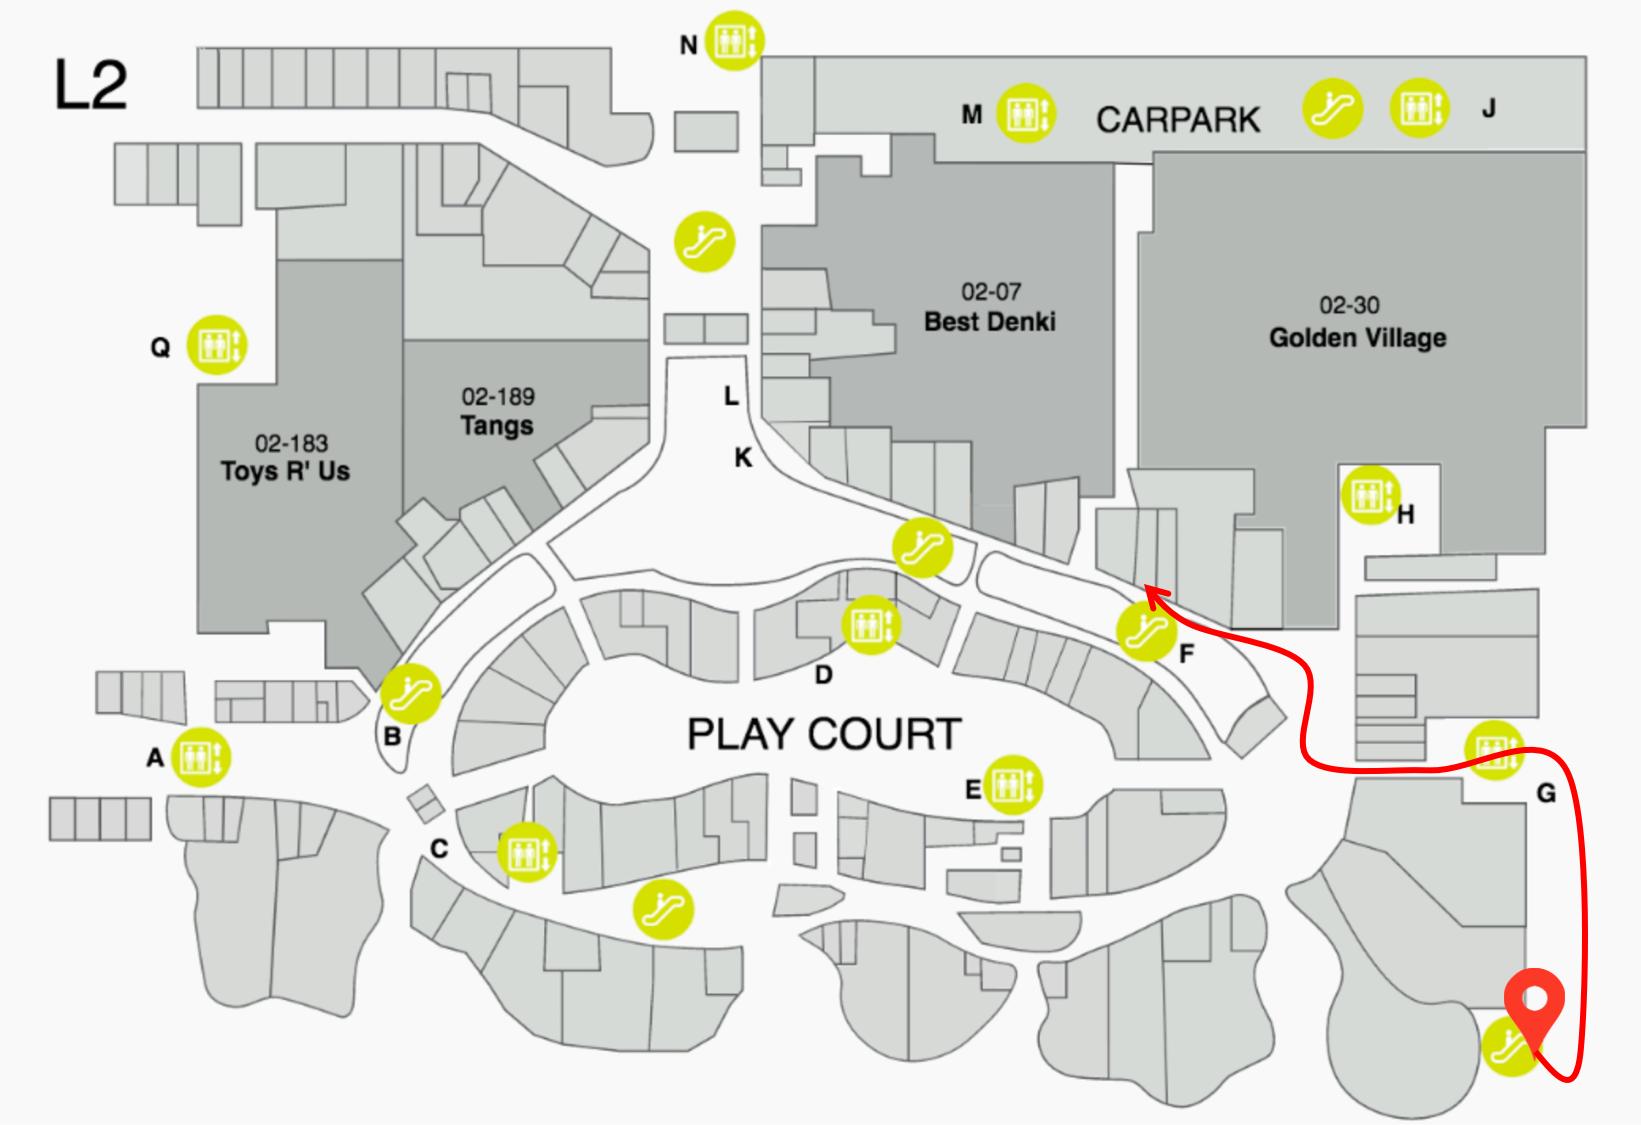 L2
N
M
CARPARK
J
02-07
Best Denki
02-30
Golden Village
Q
02-189
Tangs
L
02-183
Toys R' Us
K
H
F
D
B
PLAY COURT
A
E
G
C